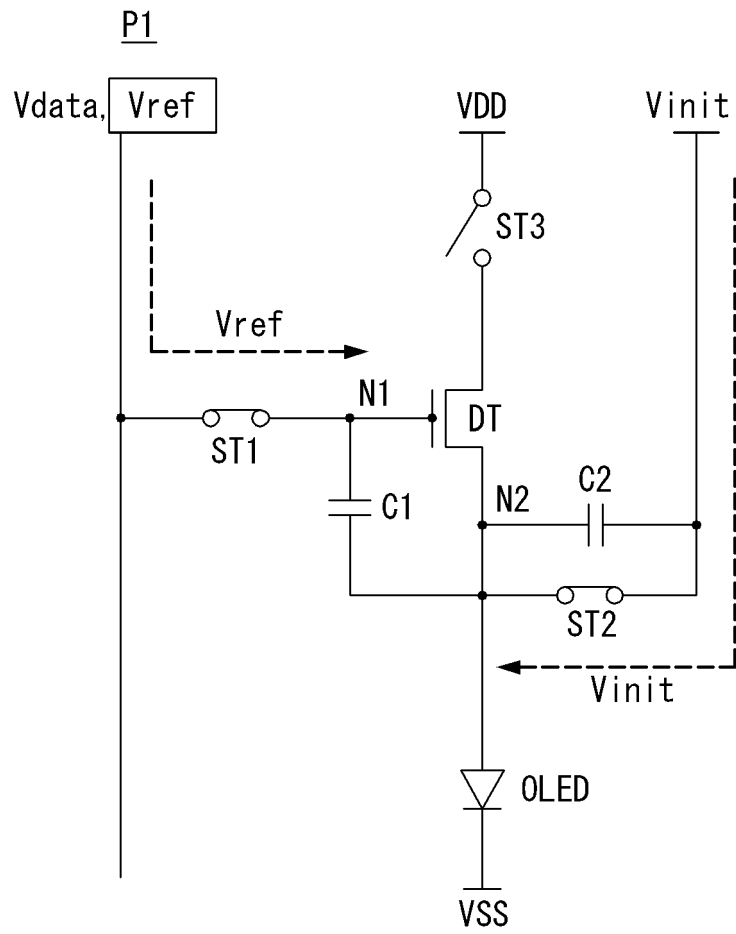 P1
Vdata, Vref
VDD
Vinit
ST3
Vref
N1
DT
ST1
C1
N2
C2
ST2
Vinit
OLED
VSS